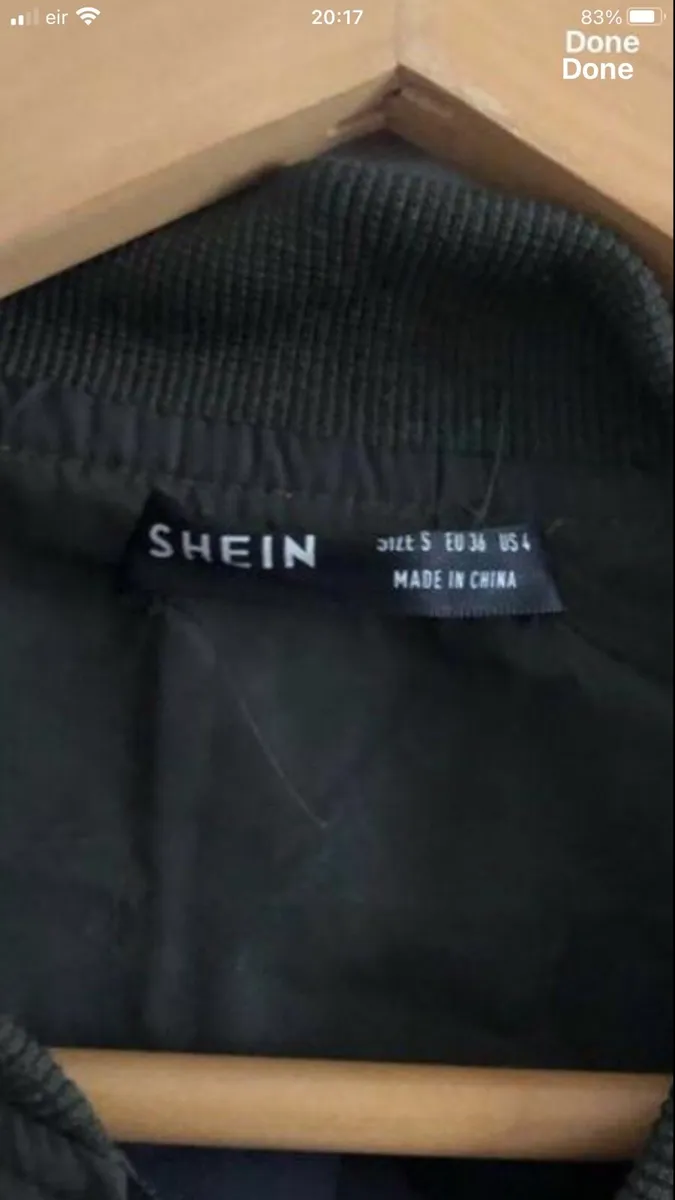 eir 20:17 83%
Done
Done
SHEIN
SIZE S EU 36 US 4
MADE IN CHINA